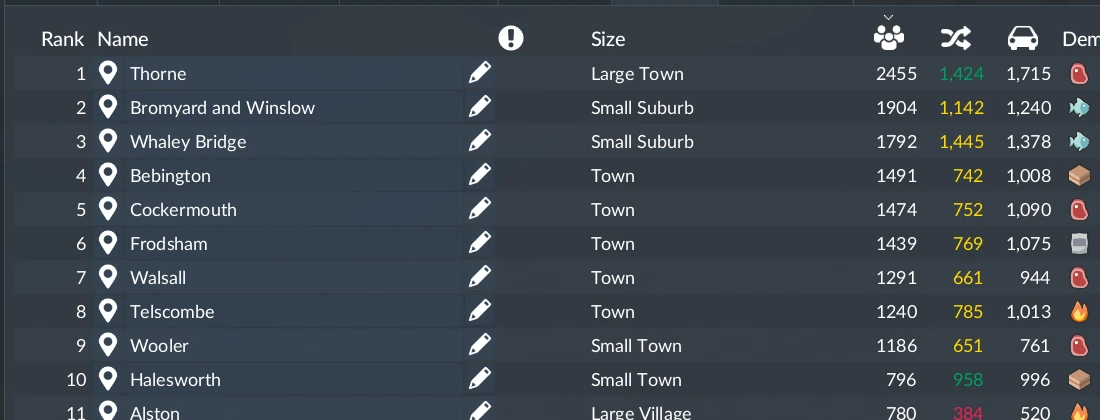 Rank Name Size Dem
1 Thorne Large Town 2455 1,424 1,715
2 Bromyard and Winslow Small Suburb 1904 1,142 1,240
3 Whaley Bridge Small Suburb 1792 1,445 1,378
4 Bebington Town 1491 742 1,008
5 Cockermouth Town 1474 752 1,090
6 Frodsham Town 1439 769 1,075
7 Walsall Town 1291 661 944
8 Telscombe Town 1240 785 1,013
9 Wooler Small Town 1186 651 761
10 Halesworth Small Town 796 958 996
11 Alston Large Village 780 384 520